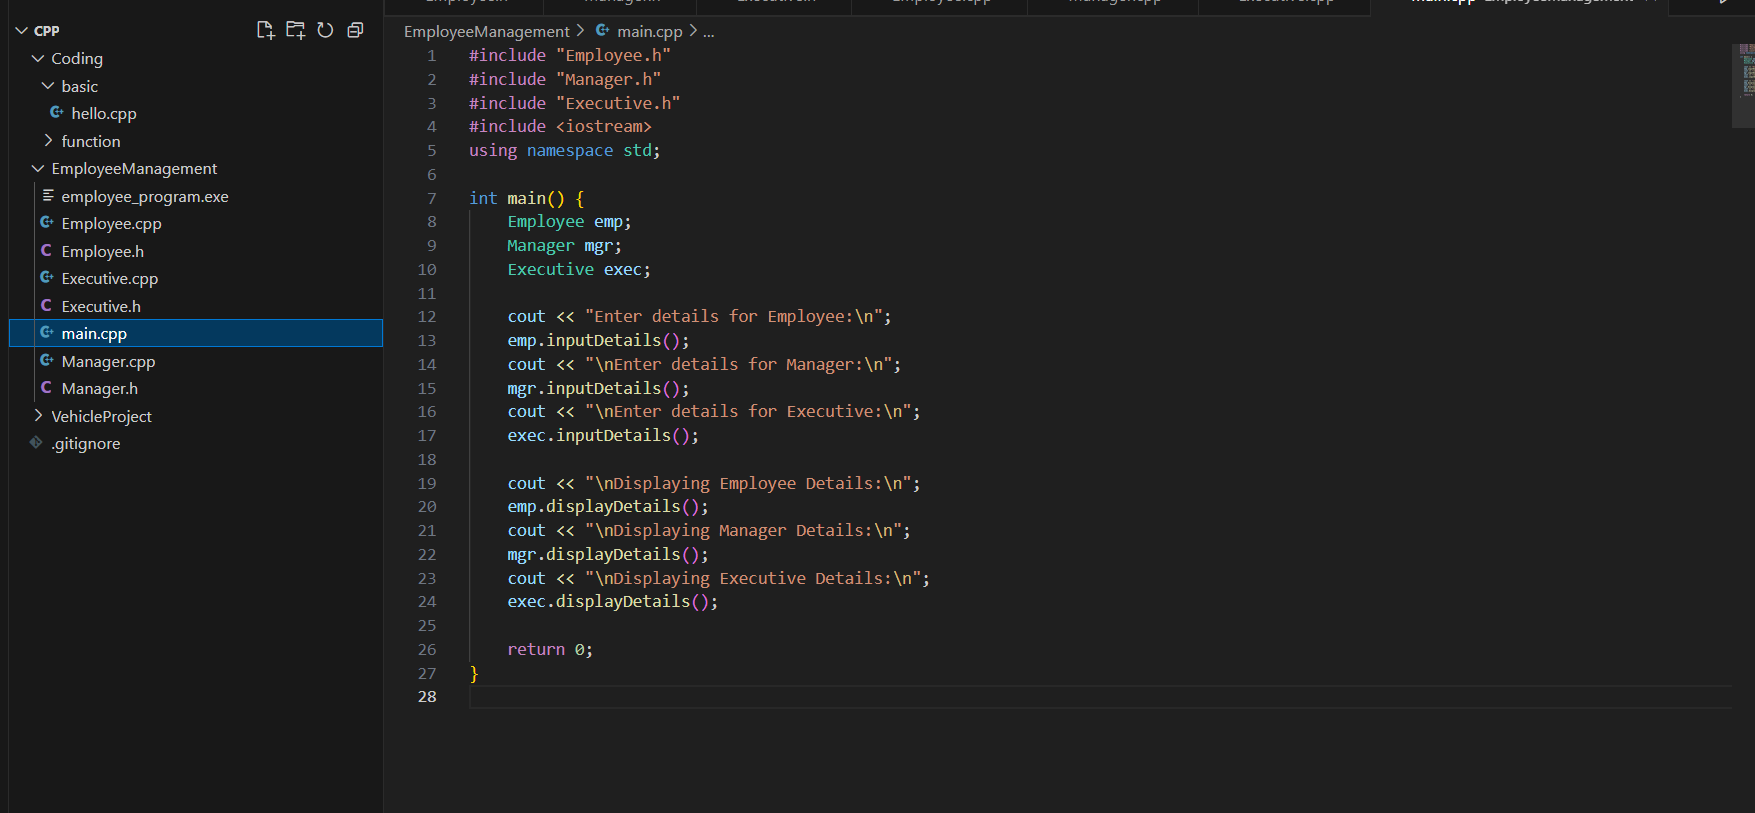 CPP
Coding
basic
hello.cpp
function
EmployeeManagement
employee_program.exe
Employee.cpp
Employee.h
Executive.cpp
Executive.h
main.cpp
Manager.cpp
Manager.h
VehicleProject
.gitignore
EmployeeManagement > main.cpp > ...
1 #include "Employee.h"
2 #include "Manager.h"
3 #include "Executive.h"
4 #include <iostream>
5 using namespace std;
6
7 int main() {
8     Employee emp;
9     Manager mgr;
10     Executive exec;
11
12     cout << "Enter details for Employee:\n";
13     emp.inputDetails();
14     cout << "\nEnter details for Manager:\n";
15     mgr.inputDetails();
16     cout << "\nEnter details for Executive:\n";
17     exec.inputDetails();
18
19     cout << "\nDisplaying Employee Details:\n";
20     emp.displayDetails();
21     cout << "\nDisplaying Manager Details:\n";
22     mgr.displayDetails();
23     cout << "\nDisplaying Executive Details:\n";
24     exec.displayDetails();
25
26     return 0;
27 }
28